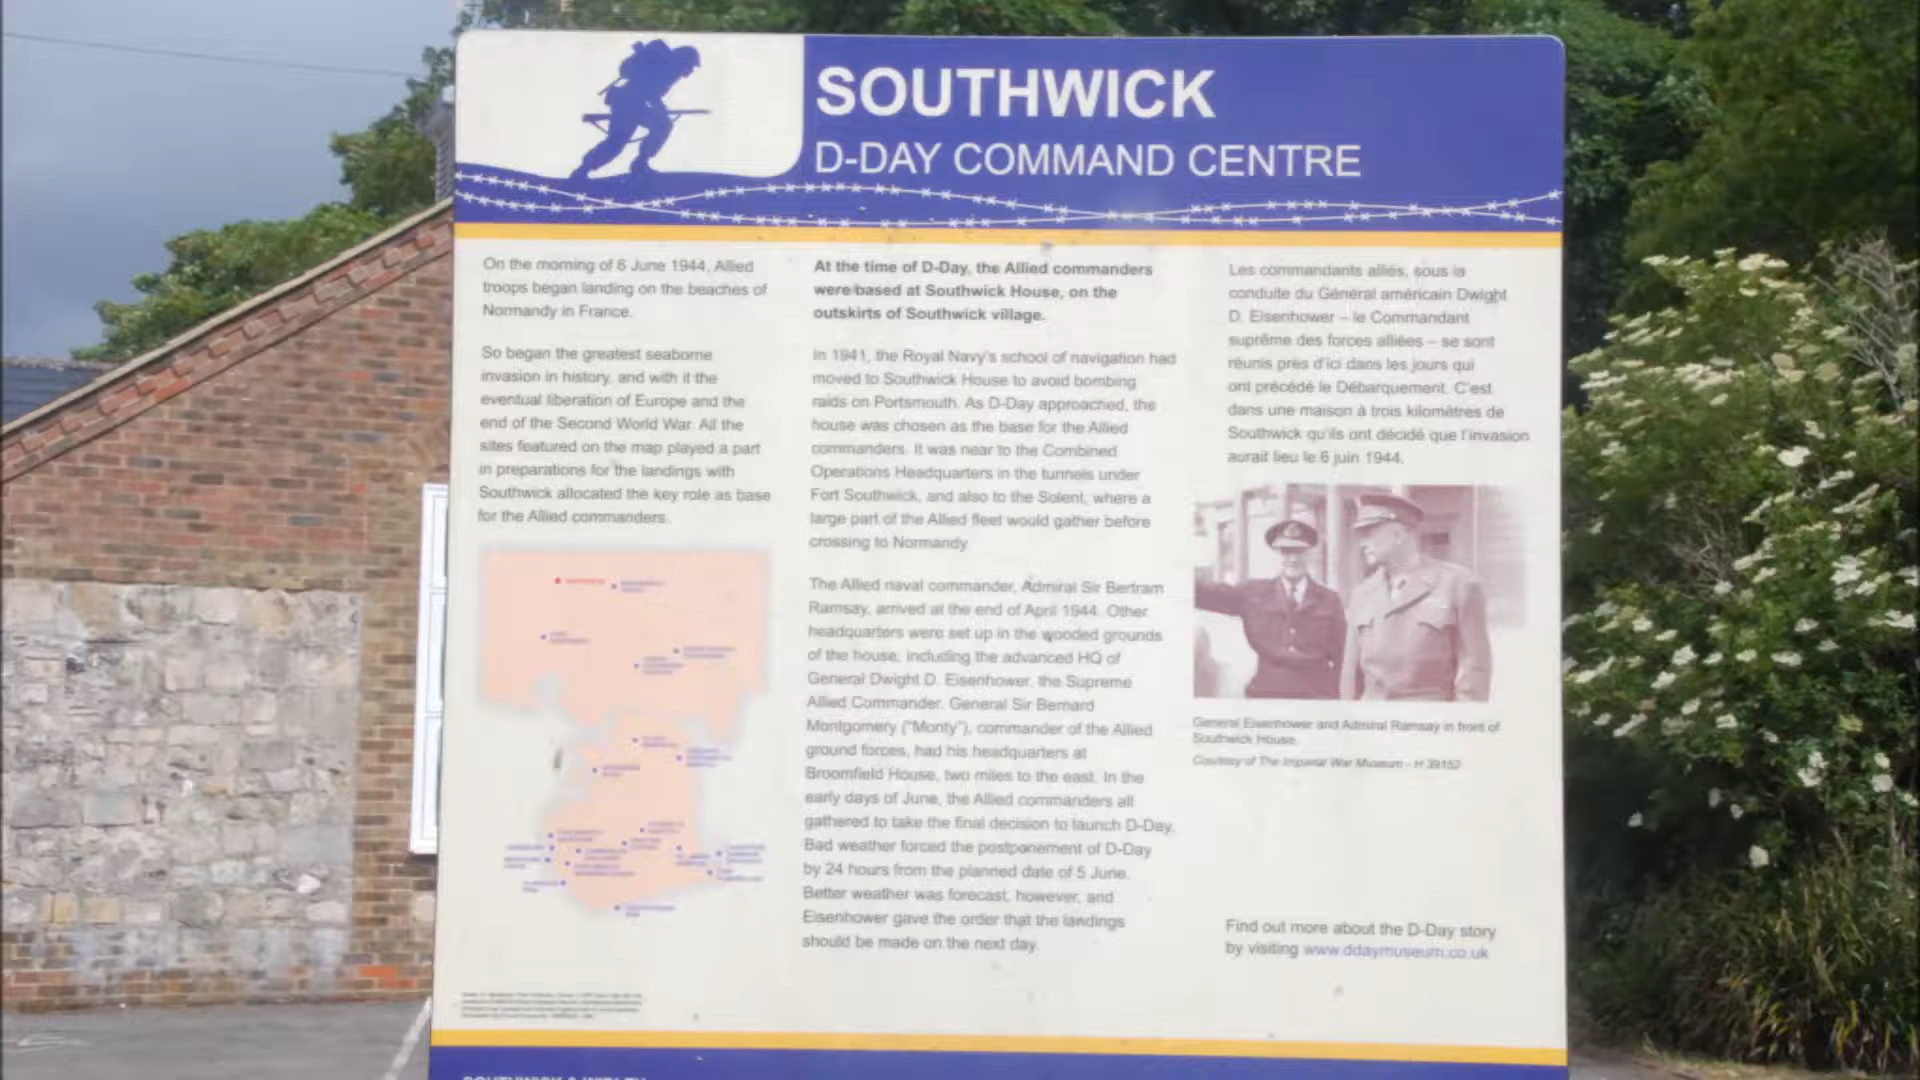 SOUTHWICK
D-DAY COMMAND CENTRE
On the morning of 6 June 1944, Allied
troops began landing on the beaches of
Normandy in France.
So began the greatest seaborne
invasion in history, and with it the
eventual liberation of Europe and the
end of the Second World War. All the
sites featured on the map played a part
in preparations for the landings with
Southwick allocated the key role as base
for the Allied commanders.
At the time of D-Day, the Allied commanders
were based at Southwick House, on the
outskirts of Southwick village.
In 1941, the Royal Navy's school of navigation had
moved to Southwick House to avoid bombing
raids on Portsmouth. As D-Day approached, the
house was chosen as the base for the Allied
commanders. It was near to the Combined
Operations Headquarters in the tunnels under
Fort Southwick, and also to the Solent, where a
large part of the Allied fleet would gather before
crossing to Normandy.
The Allied naval commander, Admiral Sir Bertram
Ramsay, arrived at the end of April 1944. Other
headquarters were set up in the wooded grounds
of the house, including the advanced HQ of
General Dwight D. Eisenhower, the Supreme
Allied Commander. General Sir Bernard
Montgomery ("Monty"), commander of the Allied
ground forces, had his headquarters at
Broomfield House, two miles to the east. In the
early days of June, the Allied commanders all
gathered to take the final decision to launch D-Day.
Bad weather forced the postponement of D-Day
by 24 hours from the planned date of 5 June.
Better weather was forecast, however, and
Eisenhower gave the order that the landings
should be made on the next day.
Les commandants alliés, sous la
conduite du Général américain Dwight
D. Eisenhower – le Commandant
suprême des forces alliées – se sont
réunis près d'ici dans les jours qui
ont précédé le Débarquement. C'est
dans une maison à trois kilomètres de
Southwick qu'ils ont décidé que l'invasion
aurait lieu le 6 juin 1944.
General Eisenhower and Admiral Ramsay in front of
Southwick House.
Courtesy of The Imperial War Museum - H 39152
Find out more about the D-Day story
by visiting www.ddaymuseum.co.uk